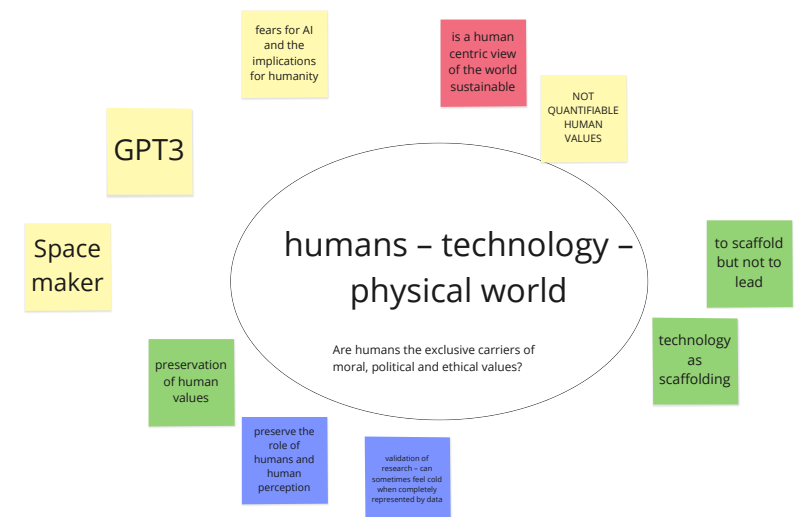 fears for AI
and the
implications
for humanity
is a human
centric view
of the world
sustainable
NOT
QUANTIFIABLE
HUMAN
VALUES
GPT3
Space
maker
humans – technology –
physical world
Are humans the exclusive carriers of
moral, political and ethical values?
to scaffold
but not to
lead
technology
as
scaffolding
preservation
of human
values
preserve the
role of
humans and
human
perception
validation of
research – can
sometimes feel cold
when completely
represented by data